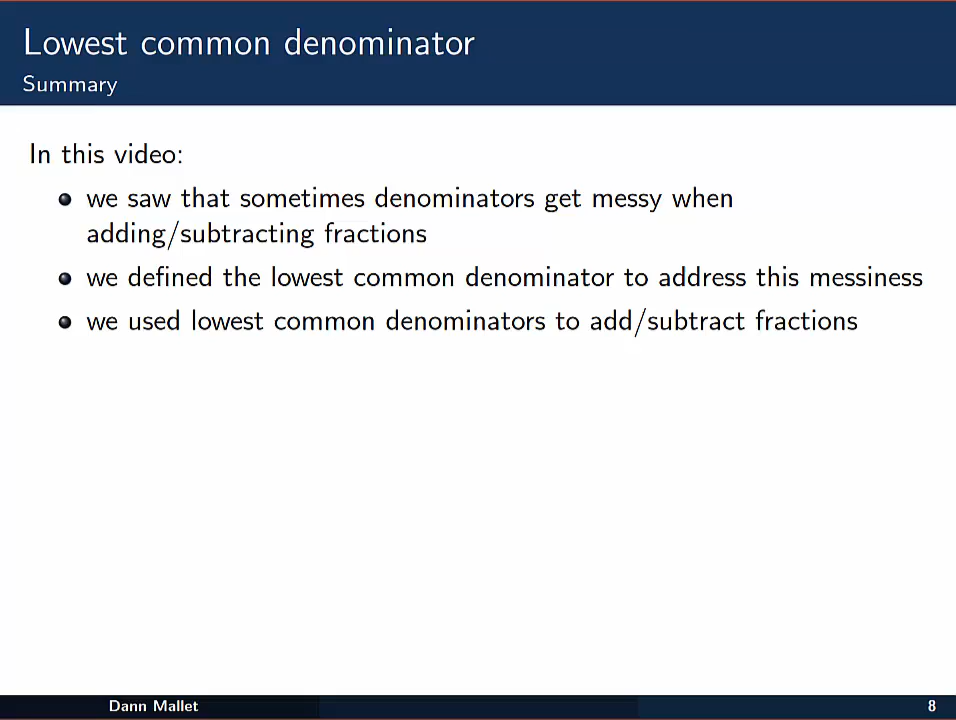 Lowest common denominator
Summary
In this video:
we saw that sometimes denominators get messy when
adding/subtracting fractions
we defined the lowest common denominator to address this messiness
we used lowest common denominators to add/subtract fractions
Dann Mallet
8